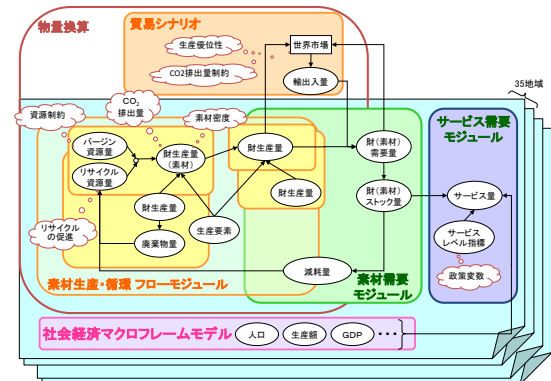 物量換算
貿易シナリオ
生産優位性
世界市場
CO2排出量制約
輸出入量
35地域
資源制約
CO2
排出量
素材密度
サービス需要
モジュール
バージン
資源量
リサイクル
資源量
財生産量
（素材）
財生産量
財（素材）
需要量
財生産量
財生産量
財（素材）
ストック量
サービス量
リサイクル
の促進
廃棄物量
生産要素
サービス
レベル指標
減耗量
政策変数
素材生産・循環 フローモジュール
素材需要
モジュール
社会経済マクロフレームモデル
人口
生産額
GDP
･･･